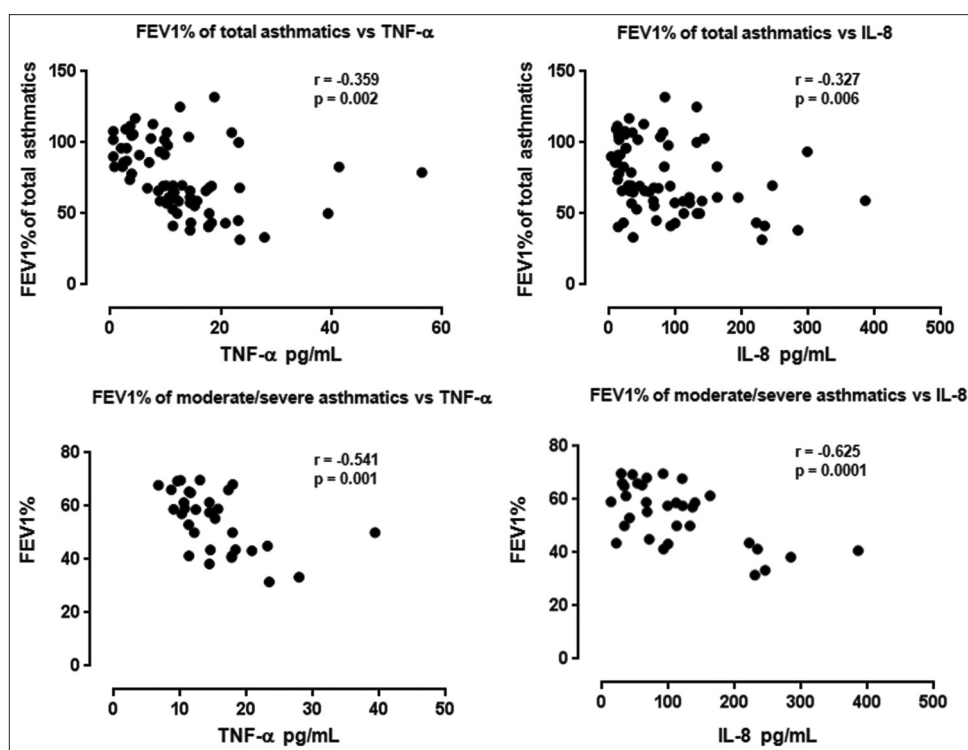 FEV1% of total asthmatics vs TNF-α
r = -0.359
p = 0.002
FEV1% of total asthmatics
150
100
50
0
0 20 40 60
TNF-α pg/mL
FEV1% of total asthmatics vs IL-8
r = -0.327
p = 0.006
FEV1% of total asthmatics
150
100
50
0
0 100 200 300 400 500
IL-8 pg/mL
FEV1% of moderate/severe asthmatics vs TNF-α
r = -0.541
p = 0.001
FEV1%
80
60
40
20
0
0 10 20 30 40 50
TNF-α pg/mL
FEV1% of moderate/severe asthmatics vs IL-8
r = -0.625
p = 0.0001
FEV1%
80
60
40
20
0
0 100 200 300 400 500
IL-8 pg/mL